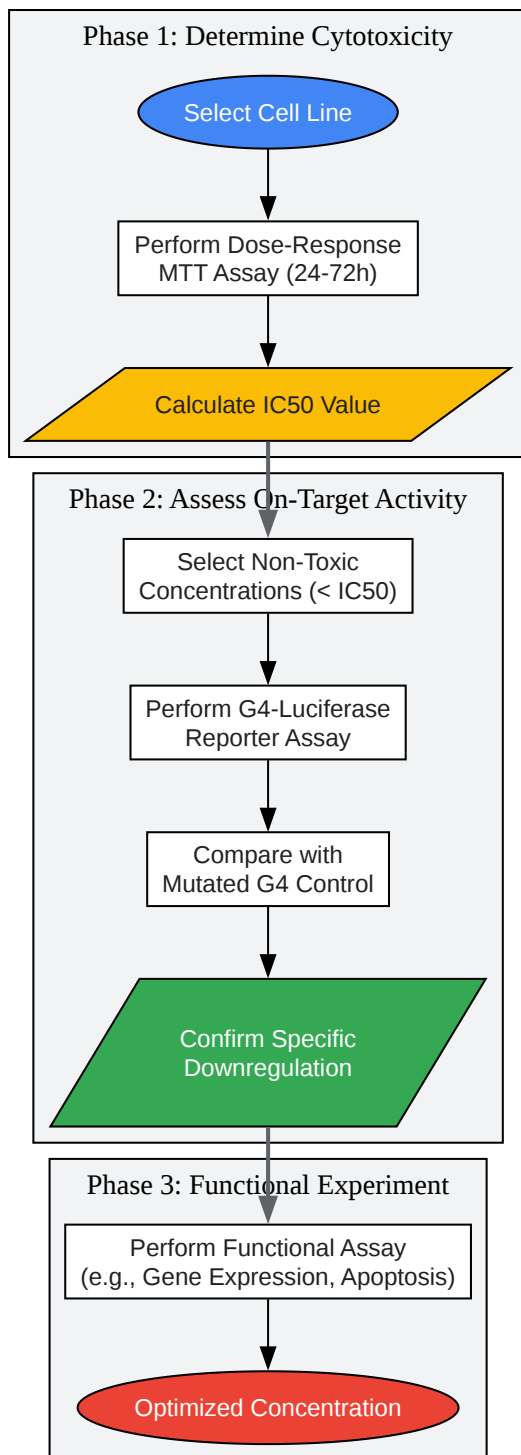 Phase 1: Determine Cytotoxicity
Select Cell Line
Perform Dose-Response
MTT Assay (24-72h)
Calculate IC50 Value
Phase 2: Assess On-Target Activity
Select Non-Toxic
Concentrations (< IC50)
Perform G4-Luciferase
Reporter Assay
Compare with
Mutated G4 Control
Confirm Specific
Downregulation
Phase 3: Functional Experiment
Perform Functional Assay
(e.g., Gene Expression, Apoptosis)
Optimized Concentration